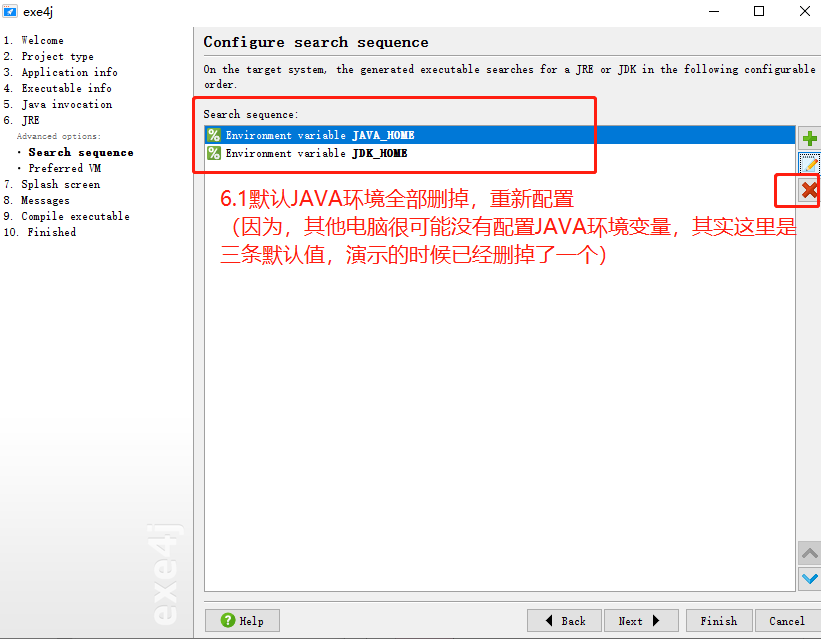 exe4j
1. Welcome
2. Project type
3. Application info
4. Executable info
5. Java invocation
6. JRE
Advanced options:
· Search sequence
· Preferred VM
7. Splash screen
8. Messages
9. Compile executable
10. Finished
exe4j
Configure search sequence
On the target system, the generated executable searches for a JRE or JDK in the following configurable
order.
Search sequence:
Environment variable JAVA_HOME
Environment variable JDK_HOME
6.1默认JAVA环境全部删掉，重新配置
（因为，其他电脑很可能没有配置JAVA环境变量，其实这里是
三条默认值，演示的时候已经删掉了一个）
Help
Back
Next
Finish
Cancel